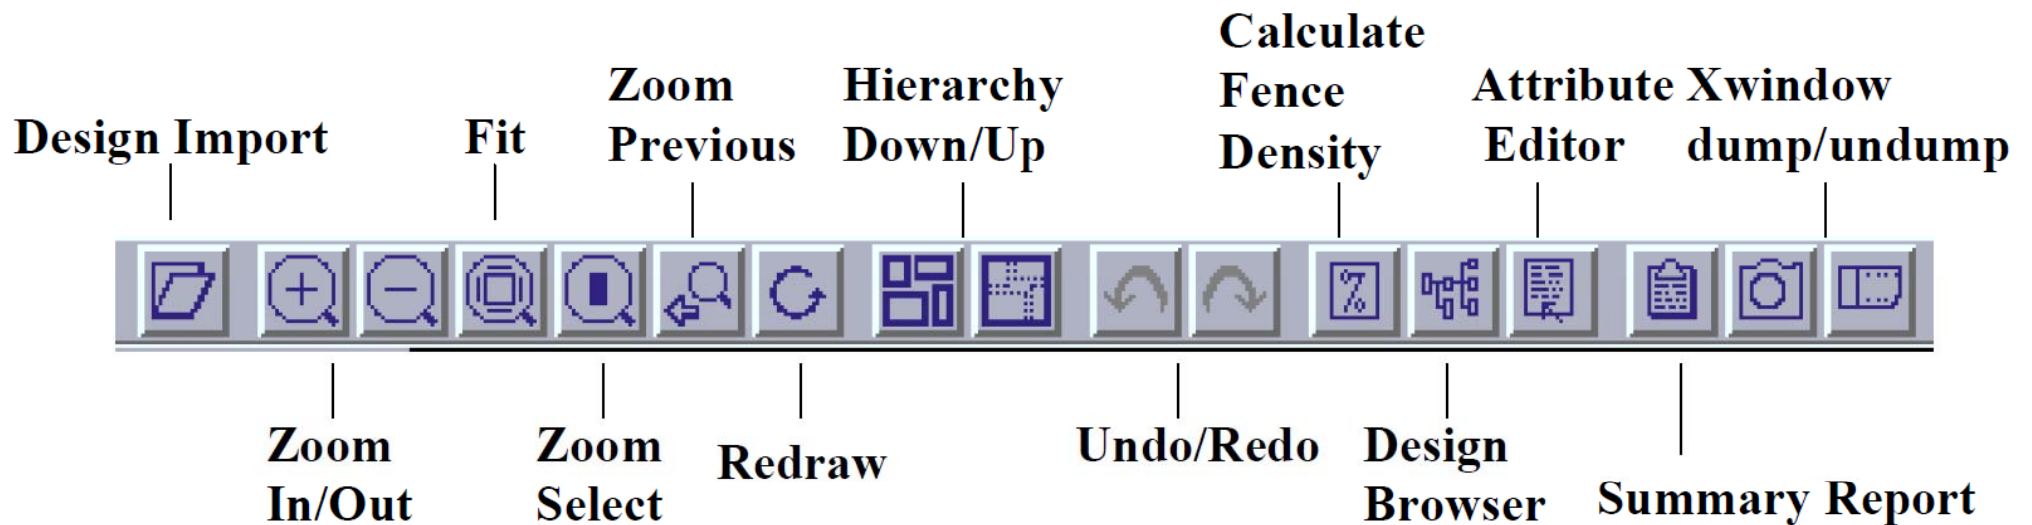 Design Import
Fit
Zoom
Previous
Hierarchy
Down/Up
Calculate
Fence
Density
Attribute
Editor
Xwindow
dump/undump
%
Zoom
In/Out
Zoom
Select
Redraw
Undo/Redo
Design
Browser
Summary Report